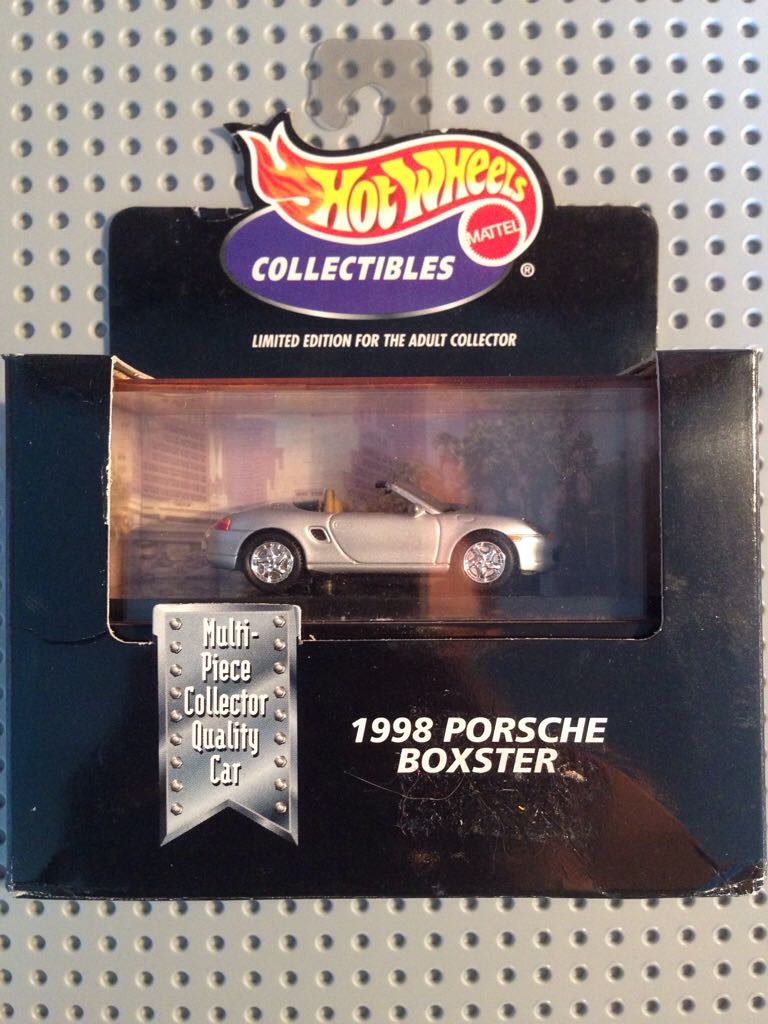 HOT WHEELS
MATTEL
COLLECTIBLES ®
LIMITED EDITION FOR THE ADULT COLLECTOR
Multi-
Piece
Collector
Quality
Car
1998 PORSCHE
BOXSTER